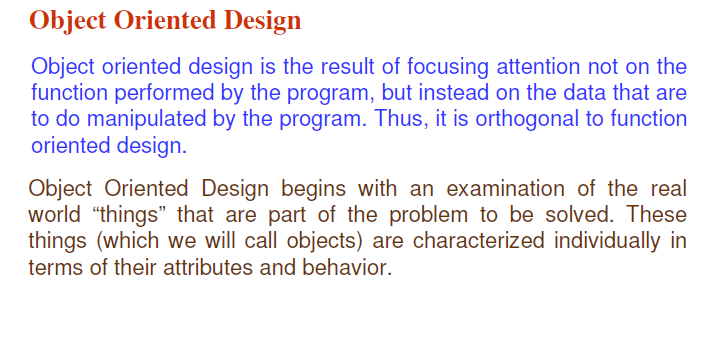 Object Oriented Design
Object oriented design is the result of focusing attention not on the
function performed by the program, but instead on the data that are
to do manipulated by the program. Thus, it is orthogonal to function
oriented design.
Object Oriented Design begins with an examination of the real
world “things” that are part of the problem to be solved. These
things (which we will call objects) are characterized individually in
terms of their attributes and behavior.